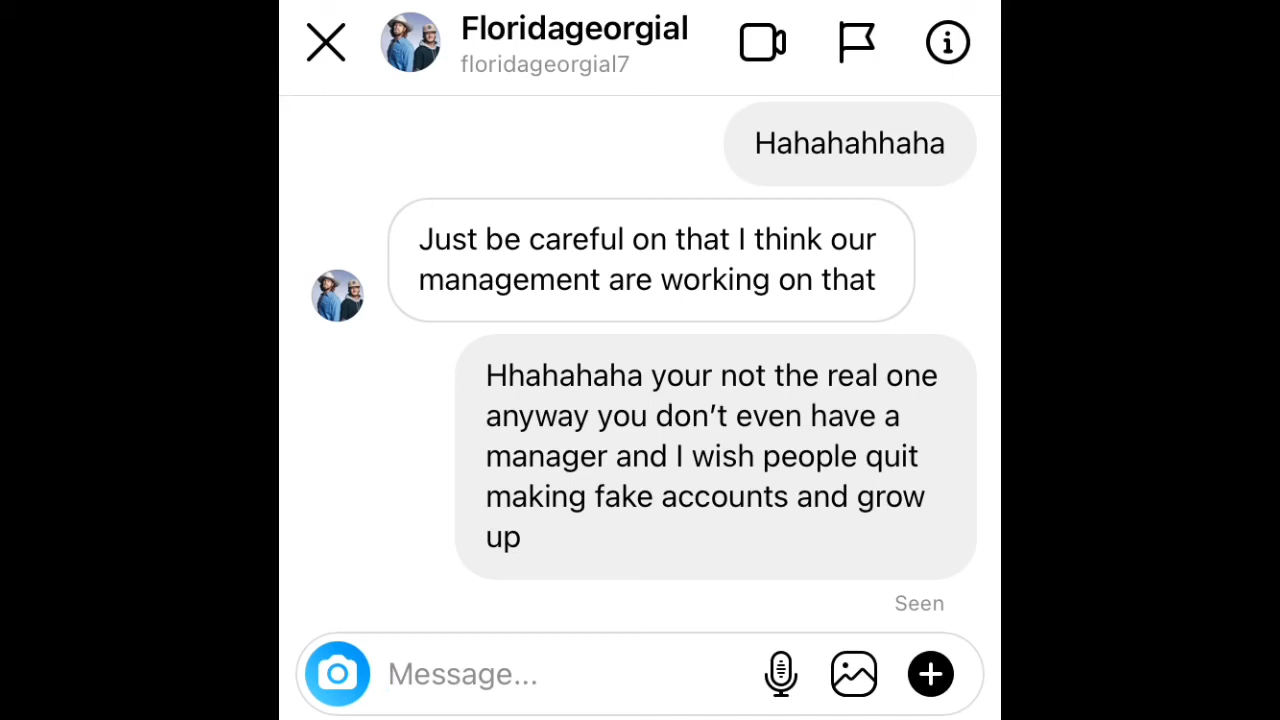 Floridageorgial
floridageorgial7
Hahahahhaha
Just be careful on that I think our
management are working on that
Hhahahaha your not the real one
anyway you don’t even have a
manager and I wish people quit
making fake accounts and grow
up
Seen
Message...